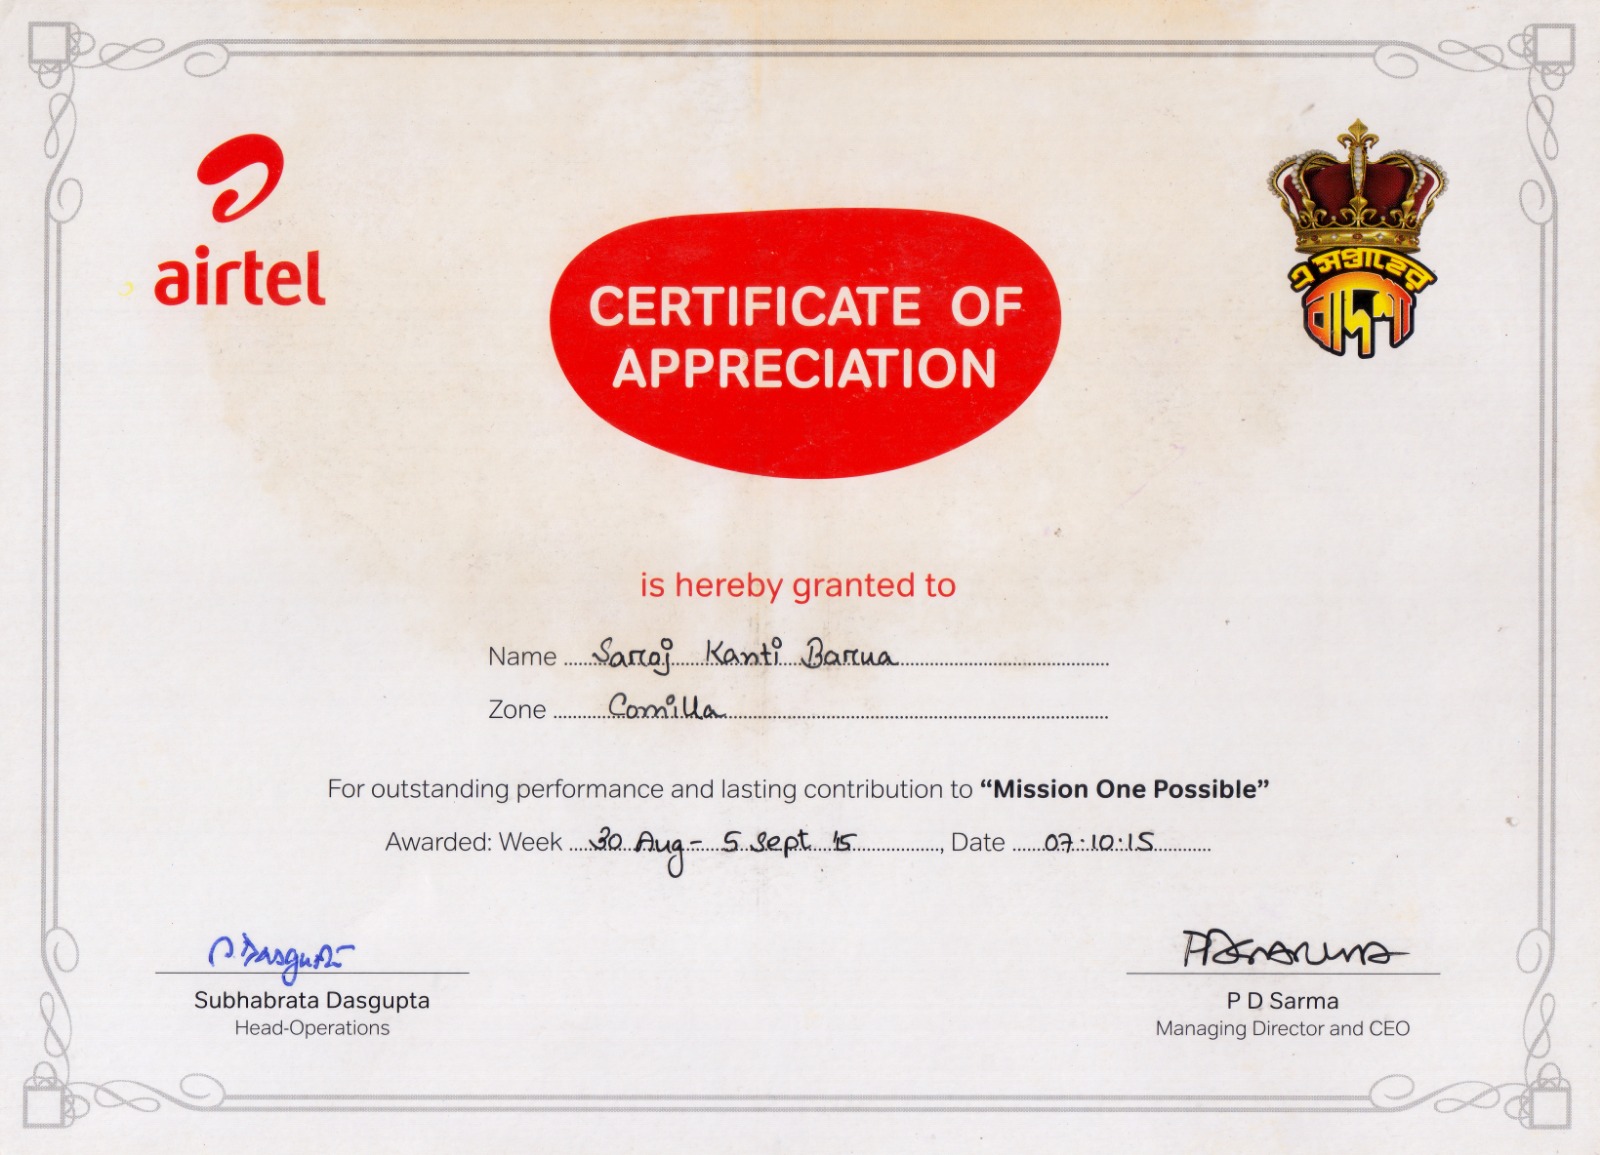 airtel
এ সপ্তাহের
বাদশা
CERTIFICATE OF
APPRECIATION
is hereby granted to
Name ..... Saroj Kanti Barua .....
Zone ..... Comilla .....
For outstanding performance and lasting contribution to “Mission One Possible”
Awarded: Week ..... 30 Aug - 5 Sept '15 ....., Date ..... 07.10.15 .....
S. Dasgupta
PDSarma
Subhabrata Dasgupta
P D Sarma
Head-Operations
Managing Director and CEO